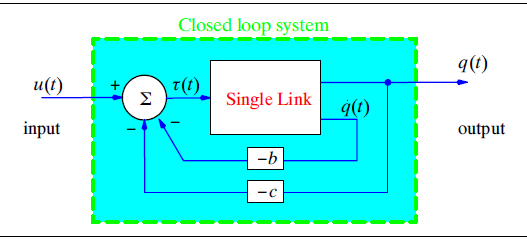 Closed loop system
u(t)
+
Σ
τ(t)
Single Link
q(t)
q̇(t)
input
−
−
output
−b
−c